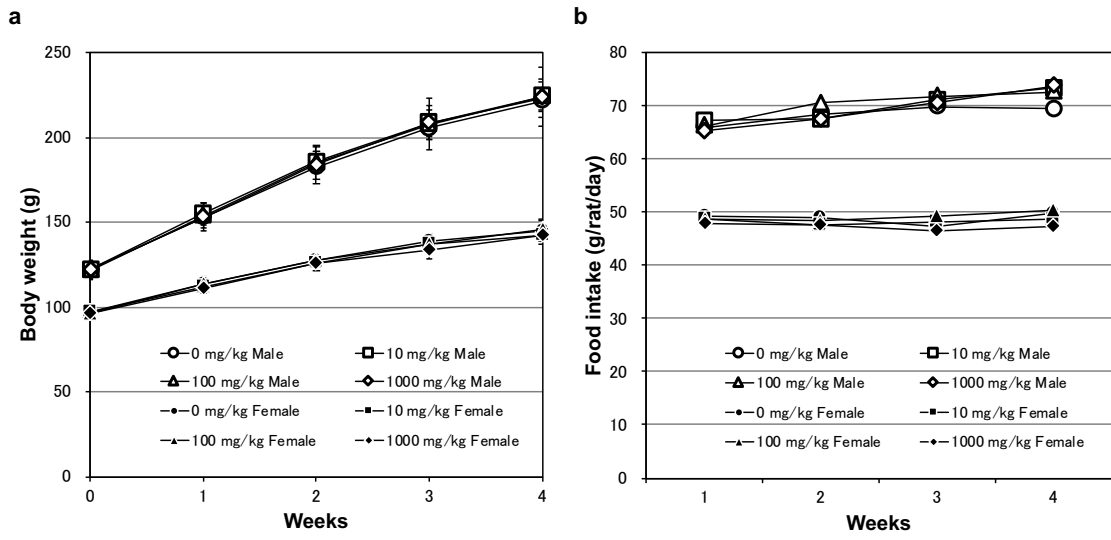 a
250
200
150
100
50
0
Body weight (g)
0 mg/kg Male
10 mg/kg Male
100 mg/kg Male
1000 mg/kg Male
0 mg/kg Female
10 mg/kg Female
100 mg/kg Female
1000 mg/kg Female
0 1 2 3 4
Weeks
b
80
70
60
50
40
30
20
10
0
Food intake (g/rat/day)
0 mg/kg Male
10 mg/kg Male
100 mg/kg Male
1000 mg/kg Male
0 mg/kg Female
10 mg/kg Female
100 mg/kg Female
1000 mg/kg Female
1 2 3 4
Weeks